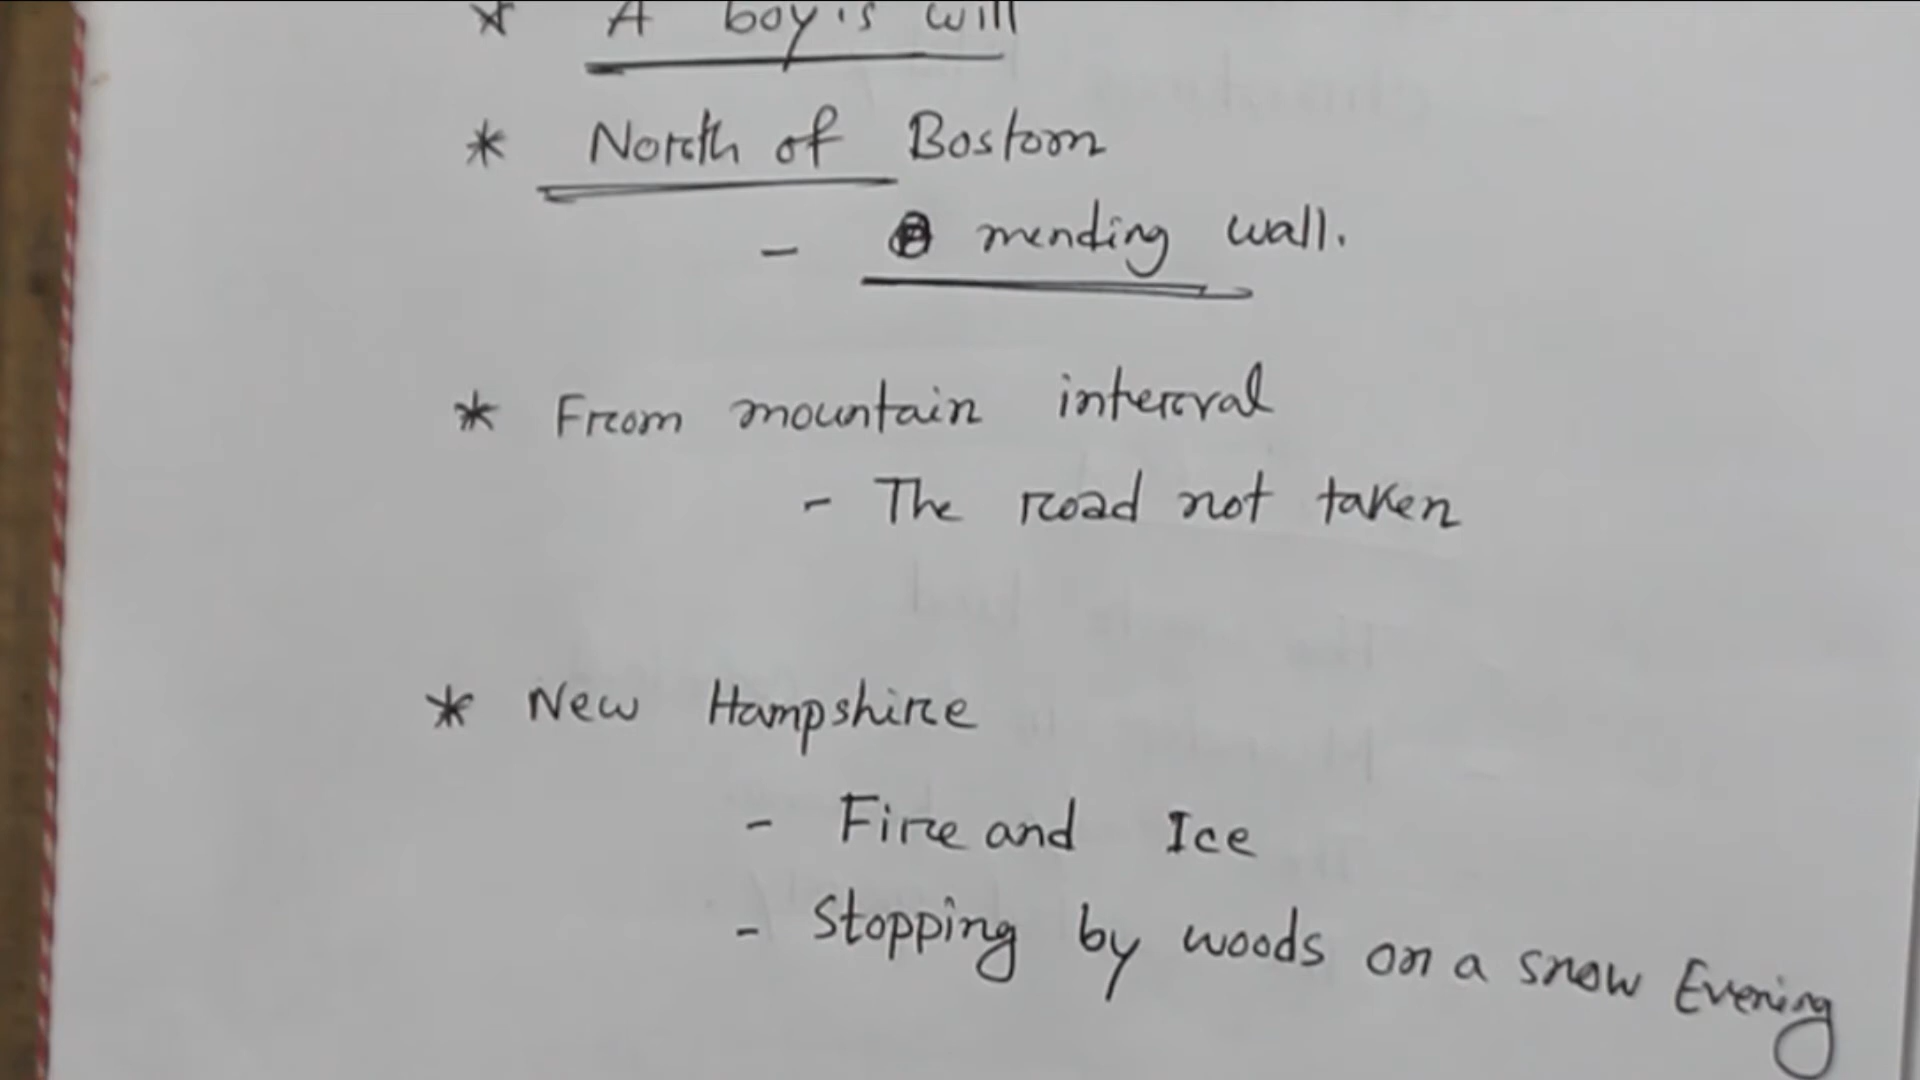 * A boy's will
* North of Boston
- mending wall.
* From mountain interval
- The road not taken
* New Hampshire
- Fire and Ice
- Stopping by woods on a snow Evening